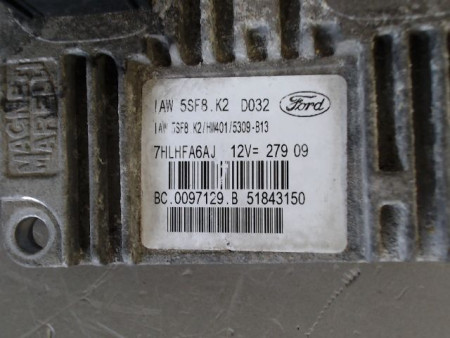 IAW 5SF8.K2 D032 Ford
IAW 5SF8 K2/HW401/5309-B13
7HLHFA6AJ 12V= 279 09
BC.0097129.B 51843150
MAGNETI
MARELLI